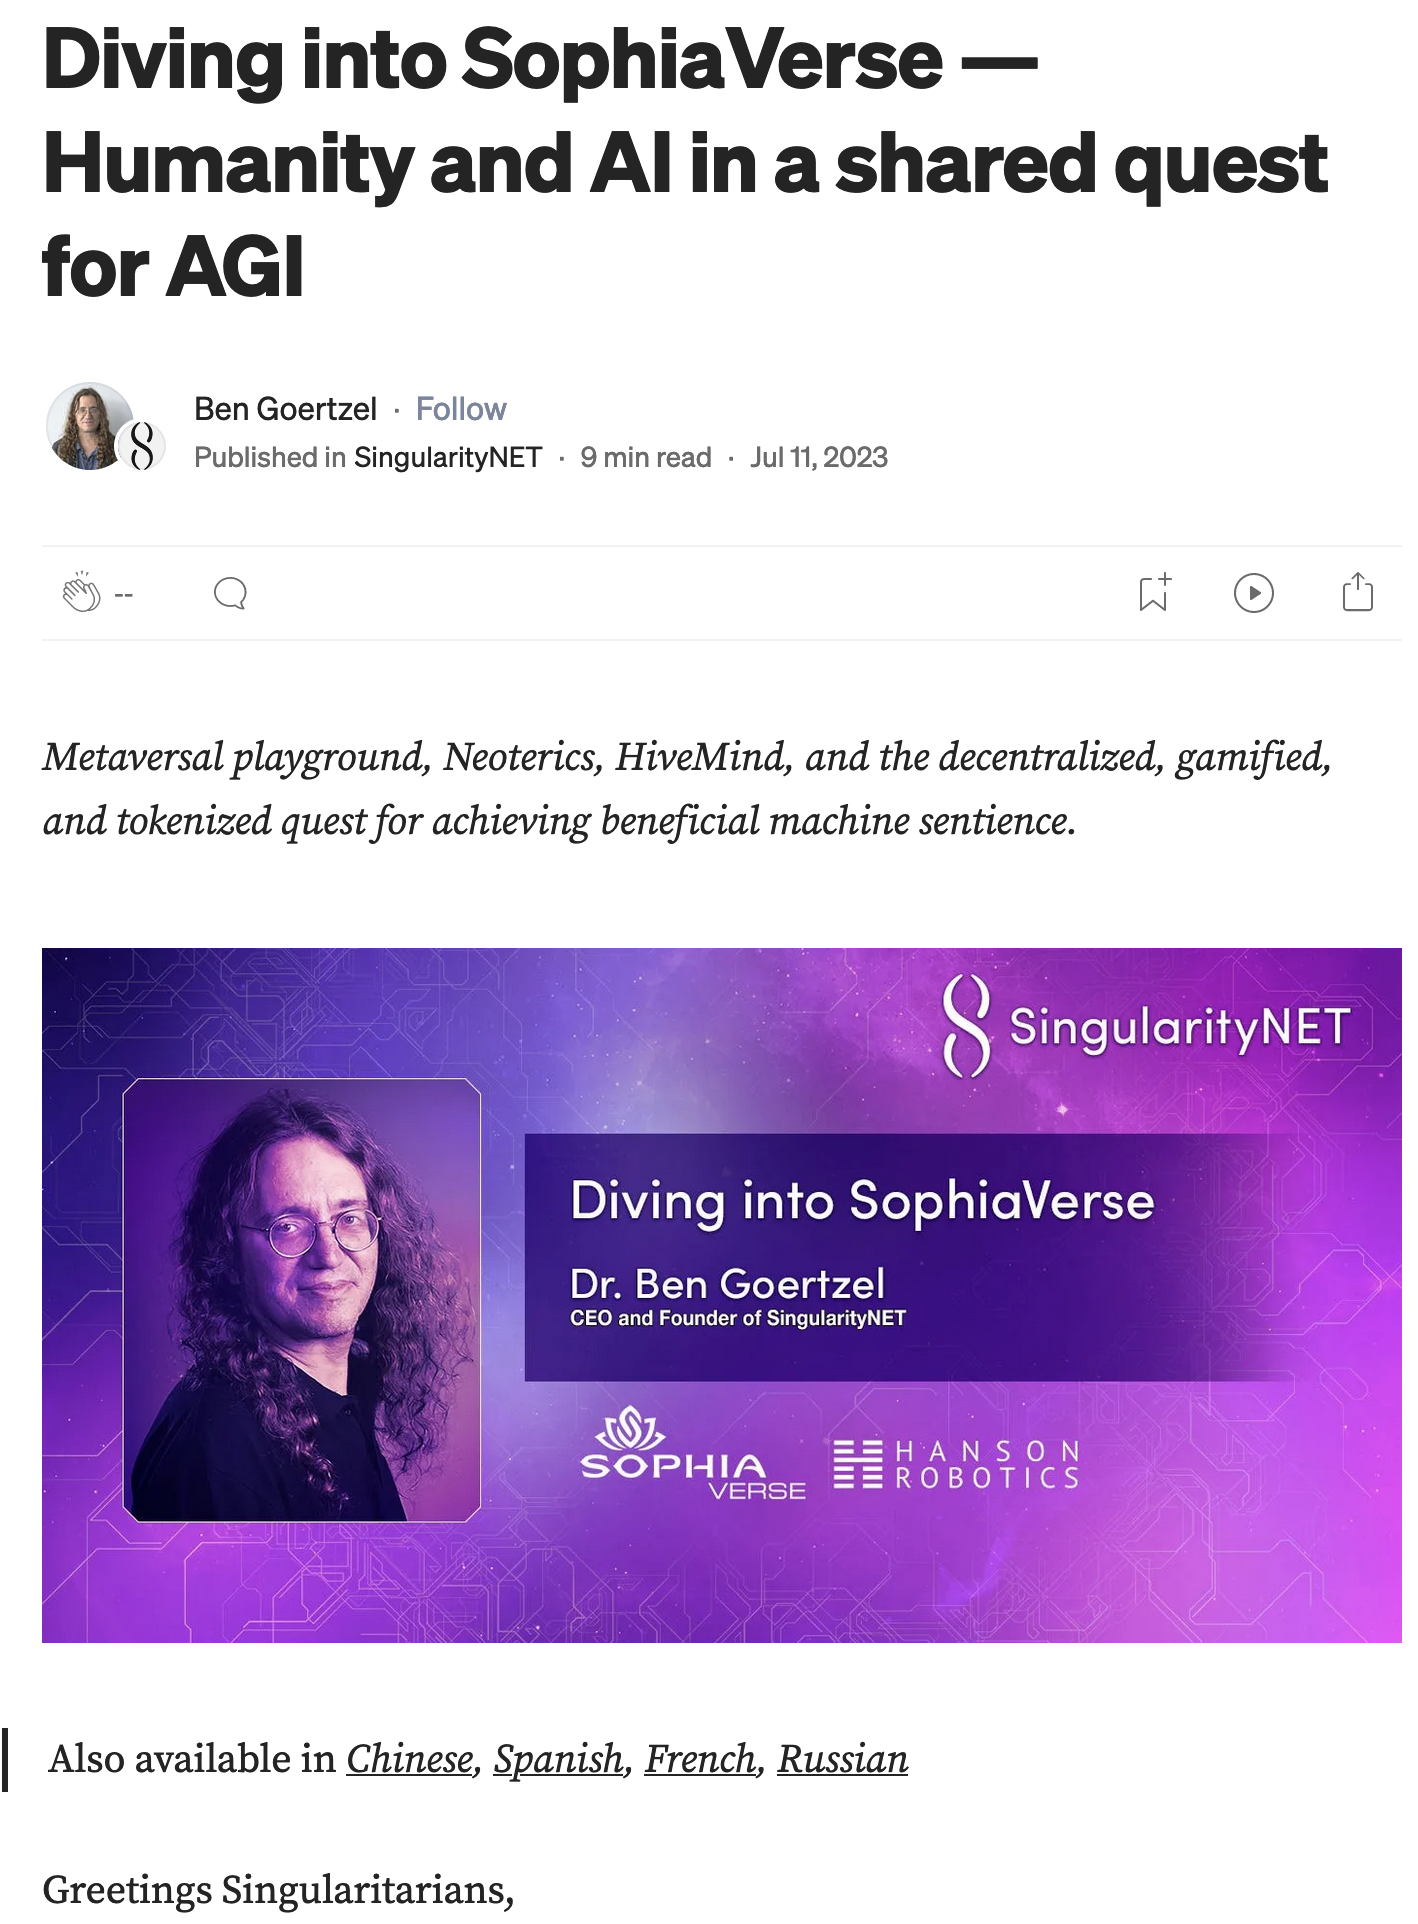 Diving into SophiaVerse —
Humanity and AI in a shared quest
for AGI
Ben Goertzel · Follow
Published in SingularityNET · 9 min read · Jul 11, 2023
--
Metaversal playground, Neoterics, HiveMind, and the decentralized, gamified,
and tokenized quest for achieving beneficial machine sentience.
SingularityNET
Diving into SophiaVerse
Dr. Ben Goertzel
CEO and Founder of SingularityNET
SOPHIA
VERSE
HANSON
ROBOTICS
Also available in Chinese, Spanish, French, Russian
Greetings Singularitarians,